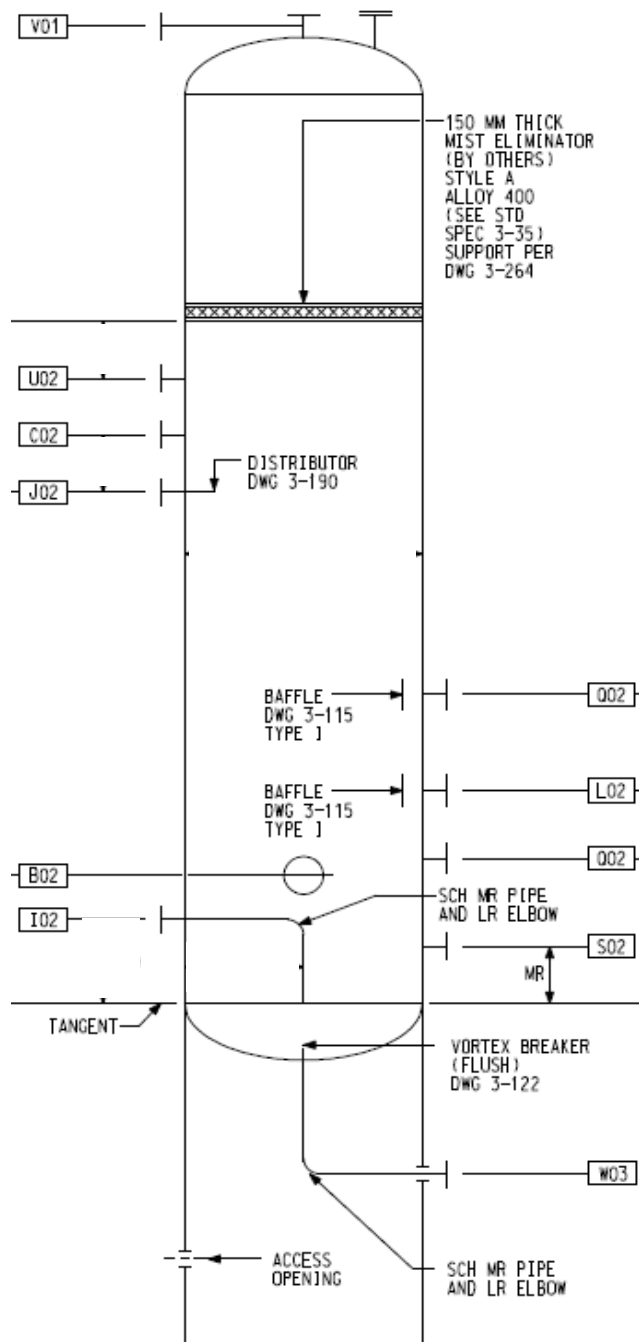 V01
150 MM THICK
MIST ELIMINATOR
(BY OTHERS)
STYLE A
ALLOY 400
(SEE STD
SPEC 3-35)
SUPPORT PER
DWG 3-264
U02
C02
DISTRIBUTOR
DWG 3-190
J02
BAFFLE
DWG 3-115
TYPE 1
Q02
BAFFLE
DWG 3-115
TYPE 1
L02
Q02
B02
SCH MR PIPE
AND LR ELBOW
I02
S02
MR
TANGENT
VORTEX BREAKER
(FLUSH)
DWG 3-122
W03
ACCESS
OPENING
SCH MR PIPE
AND LR ELBOW